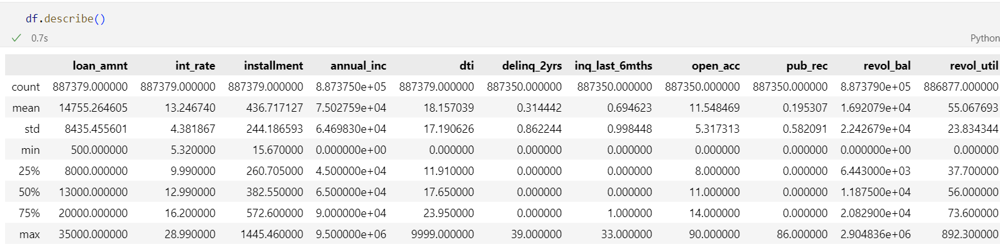 df.describe()
0.7s
Python
loan_amnt int_rate installment annual_inc dti delinq_2yrs inq_last_6mths open_acc pub_rec revol_bal revol_util
count 887379.000000 887379.000000 887379.000000 8.873750e+05 887379.000000 887350.000000 887350.000000 887350.000000 887350.000000 8.873790e+05 886877.000000
mean 14755.264605 13.246740 436.717127 7.502759e+04 18.157039 0.314442 0.694623 11.548469 0.195307 1.692079e+04 55.067693
std 8435.455601 4.381867 244.186593 6.469830e+04 17.190626 0.862244 0.998448 5.317313 0.582091 2.242679e+04 23.834344
min 500.000000 5.320000 15.670000 0.000000e+00 0.000000 0.000000 0.000000 0.000000 0.000000 0.000000e+00 0.000000
25% 8000.000000 9.990000 260.705000 4.500000e+04 11.910000 0.000000 0.000000 8.000000 0.000000 6.443000e+03 37.700000
50% 13000.000000 12.990000 382.550000 6.500000e+04 17.650000 0.000000 0.000000 11.000000 0.000000 1.187500e+04 56.000000
75% 20000.000000 16.200000 572.600000 9.000000e+04 23.950000 0.000000 1.000000 14.000000 0.000000 2.082900e+04 73.600000
max 35000.000000 28.990000 1445.460000 9.500000e+06 9999.000000 39.000000 33.000000 90.000000 86.000000 2.904836e+06 892.300000